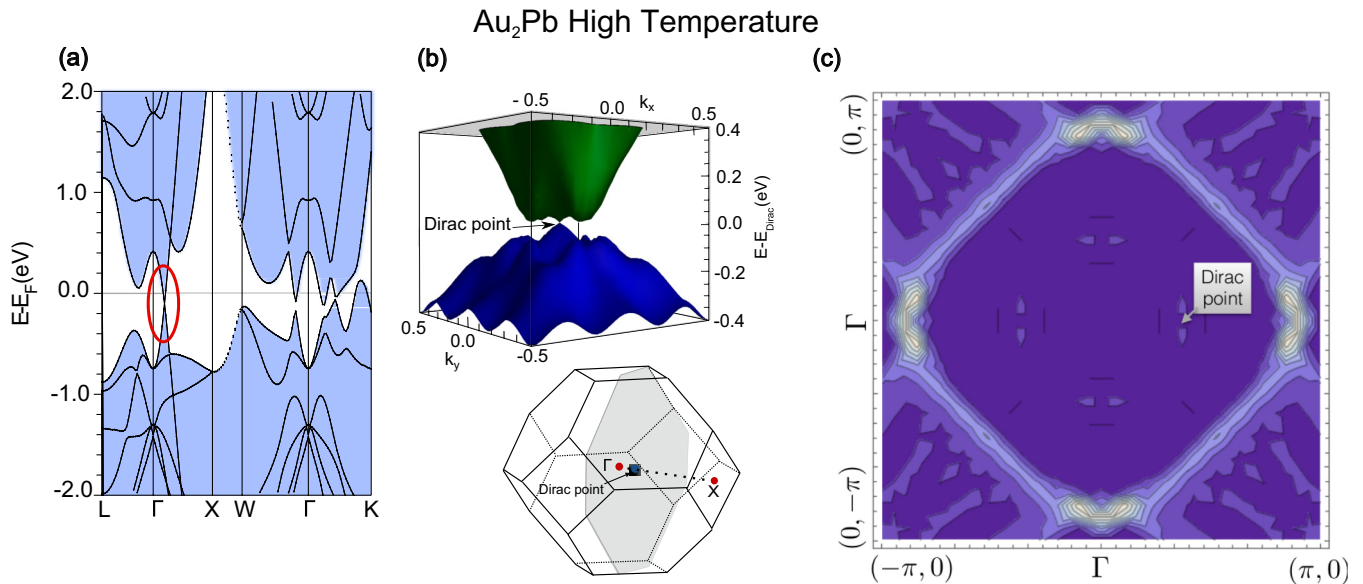 Au₂Pb High Temperature
(a)
2.0
1.0
0.0
-1.0
-2.0
E-E_F(eV)
L Γ X W Γ K
(b)
-0.5 0.0 0.5
k_x
0.4
0.2
0.0
-0.2
-0.4
E-E_Dirac(eV)
Dirac point
0.5 0.0 -0.5
k_y
Γ
Dirac point
X
(c)
(0, π)
Γ
(0, −π)
Dirac
point
(−π, 0) Γ (π, 0)